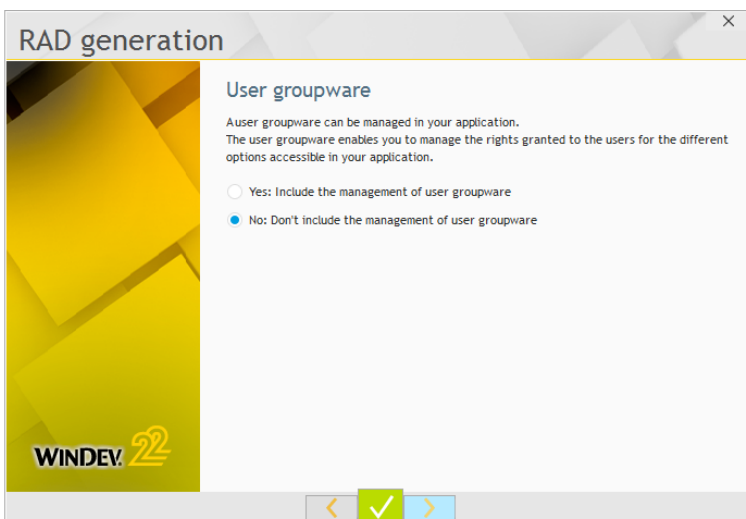 RAD generation
User groupware
Auser groupware can be managed in your application.
The user groupware enables you to manage the rights granted to the users for the different
options accessible in your application.
Yes: Include the management of user groupware
No: Don't include the management of user groupware
WINDEV. 22